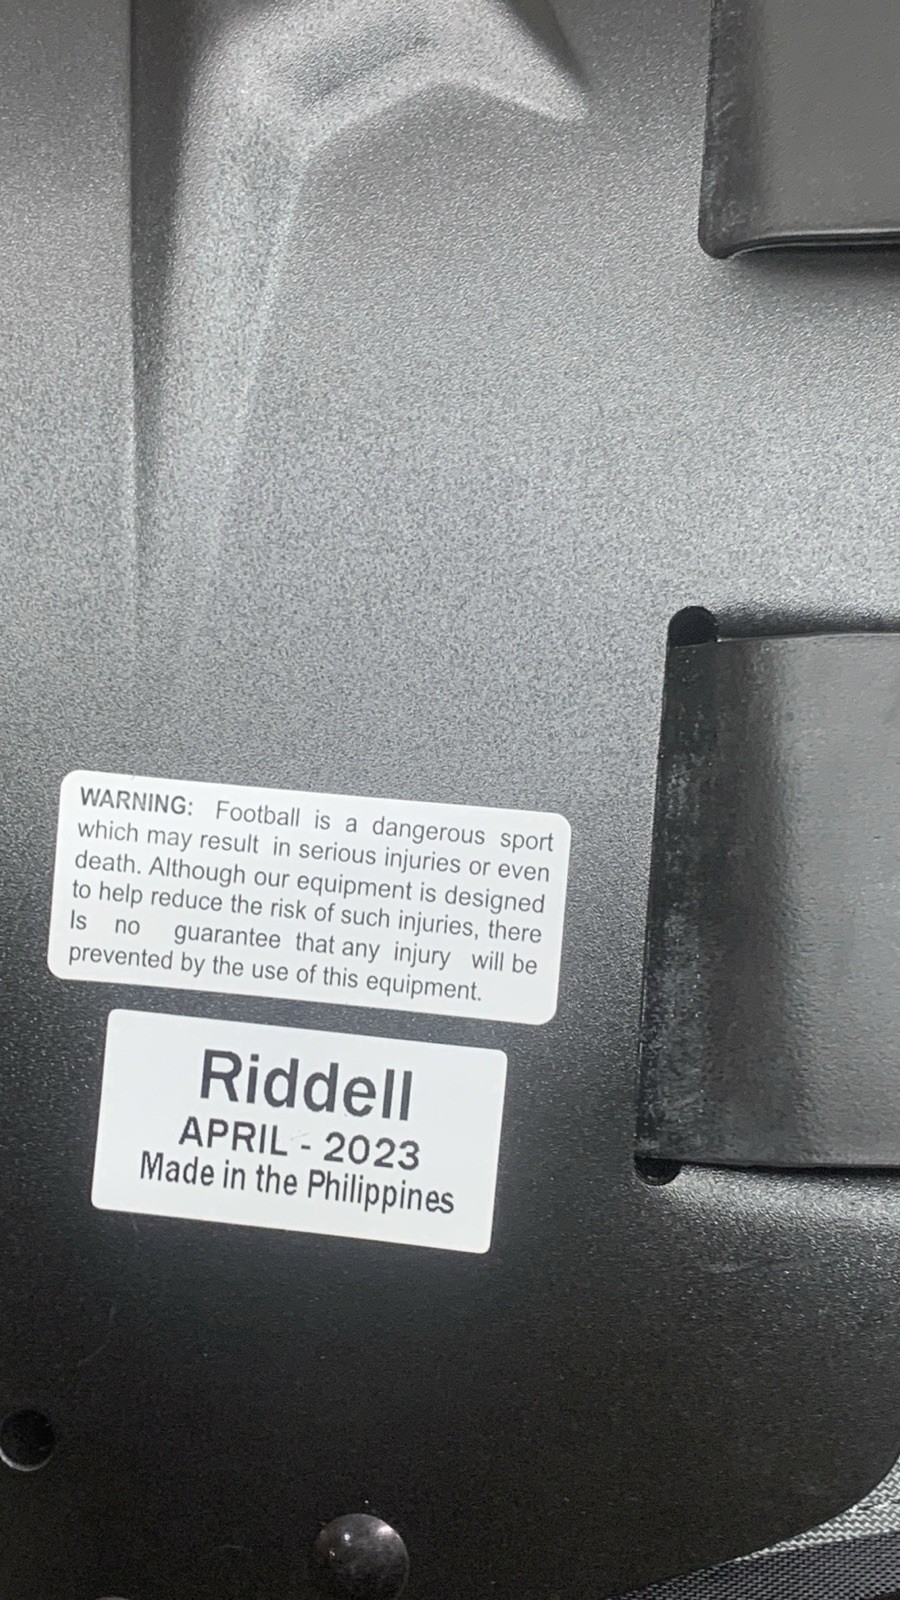 WARNING: Football is a dangerous sport
which may result in serious injuries or even
death. Although our equipment is designed
to help reduce the risk of such injuries, there
Is no guarantee that any injury will be
prevented by the use of this equipment.
Riddell
APRIL - 2023
Made in the Philippines